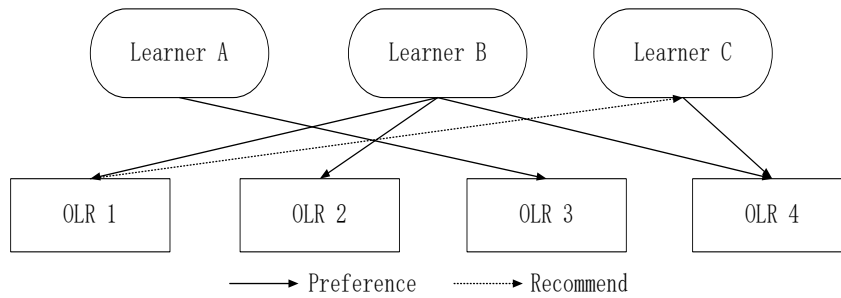 Learner A Learner B Learner C
OLR 1 OLR 2 OLR 3 OLR 4
Preference Recommend